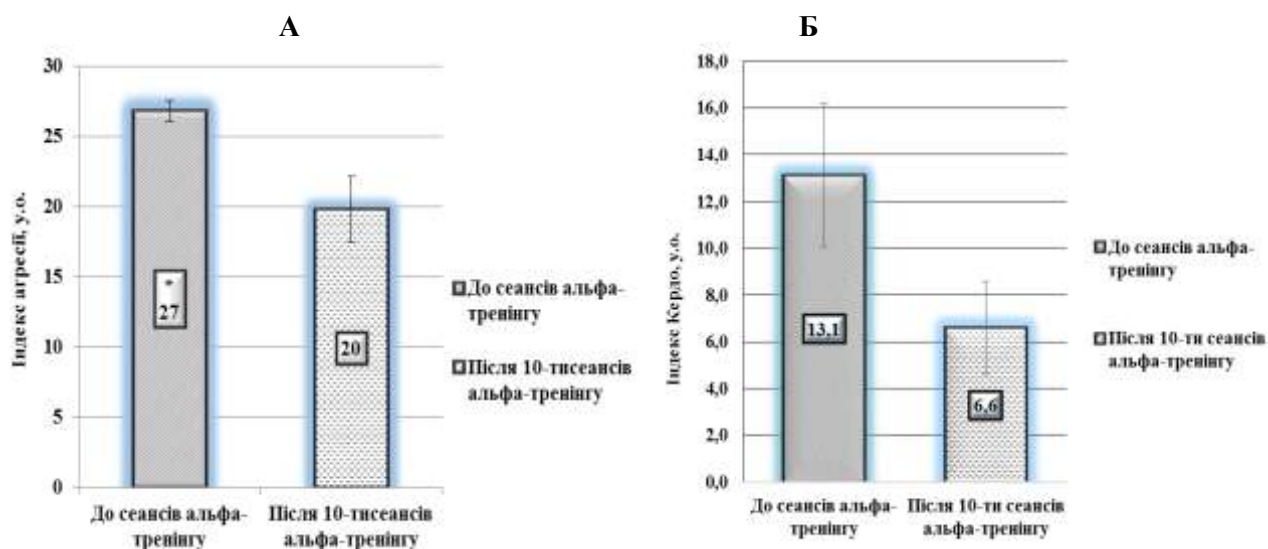 А
Індекс агресії, у.о.
30
25
20
15
10
5
0
*
27
20
До сеансів альфа-
тренінгу
Після 10-тисеансів
альфа-тренінгу
До сеансів альфа-
тренінгу
Після 10-тисеансів
альфа-тренінгу
Б
Індекс Кердо, у.о.
18,0
16,0
14,0
12,0
10,0
8,0
6,0
4,0
2,0
0,0
13,1
6,6
До сеансів альфа-
тренінгу
Після 10-ти сеансів
альфа-тренінгу
До сеансів альфа-
тренінгу
Після 10-ти сеансів
альфа-тренінгу